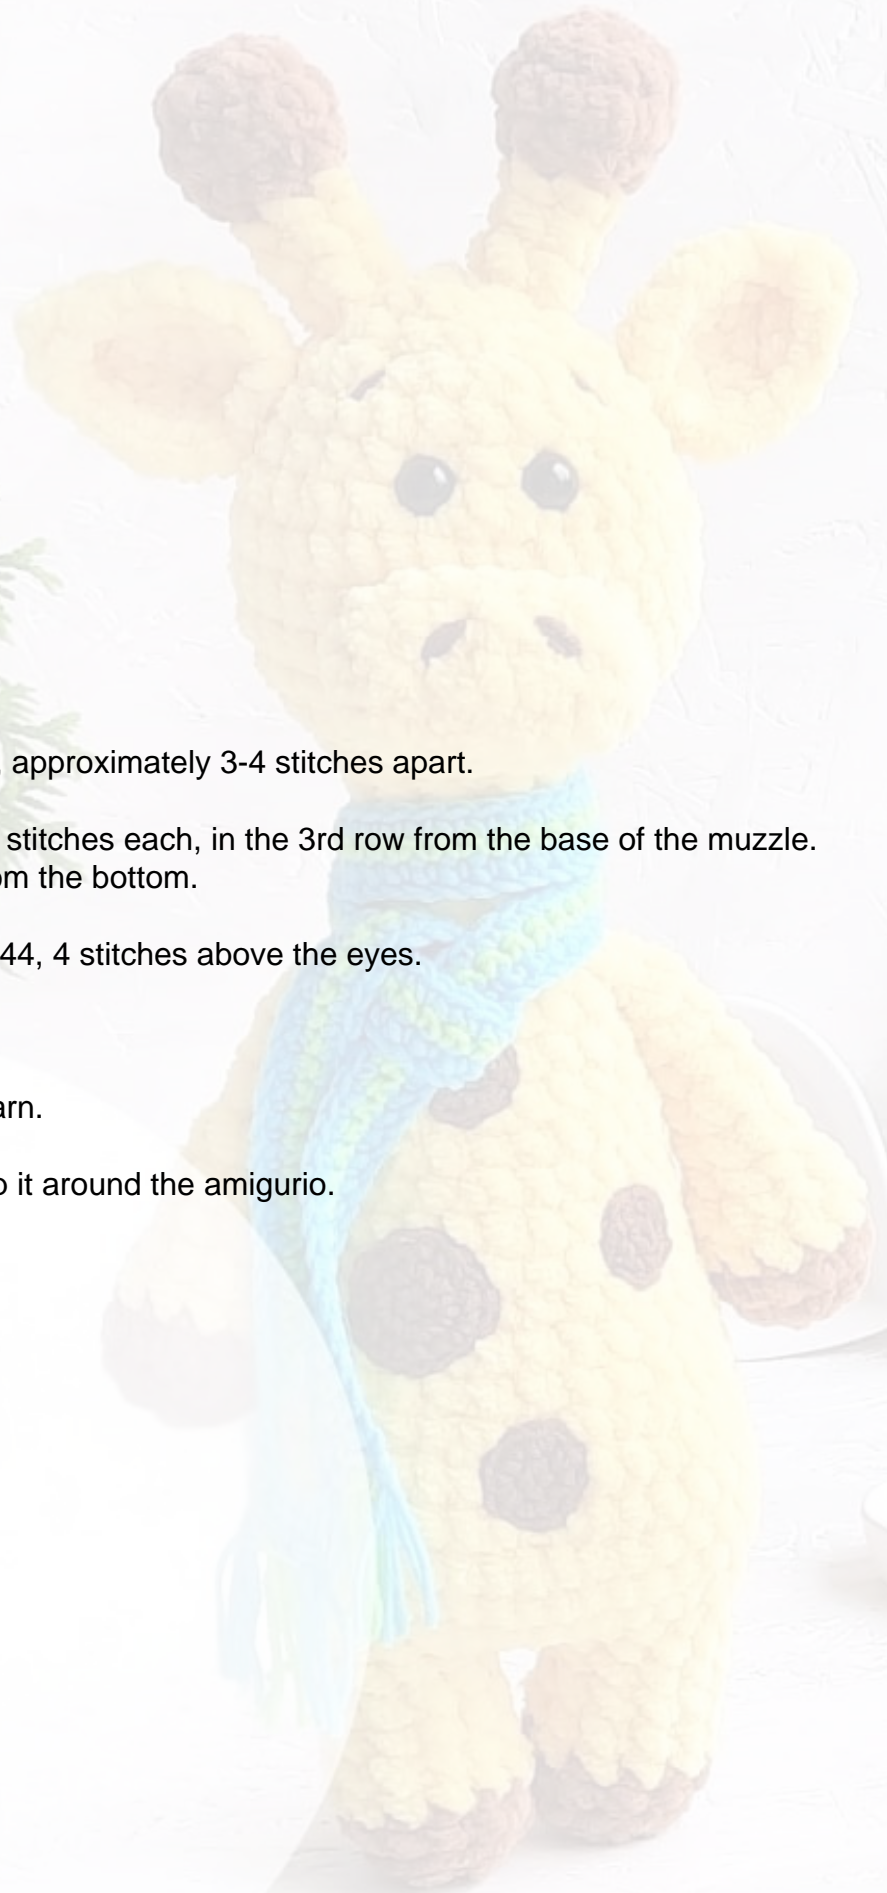 approximately 3-4 stitches apart.
stitches each, in the 3rd row from the base of the muzzle.
om the bottom.
44, 4 stitches above the eyes.
arn.
it around the amigurio.